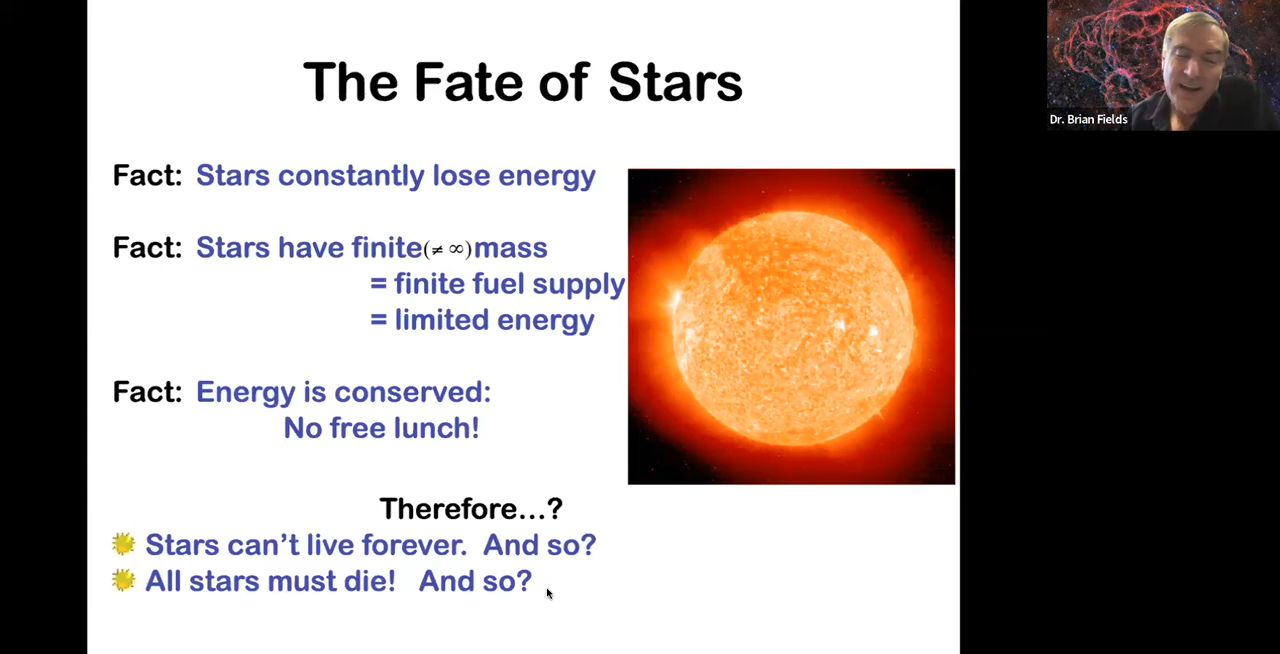 The Fate of Stars
Dr. Brian Fields
Fact: Stars constantly lose energy
Fact: Stars have finite(≠ ∞)mass
= finite fuel supply
= limited energy
Fact: Energy is conserved:
No free lunch!
Therefore...?
Stars can't live forever. And so?
All stars must die! And so?